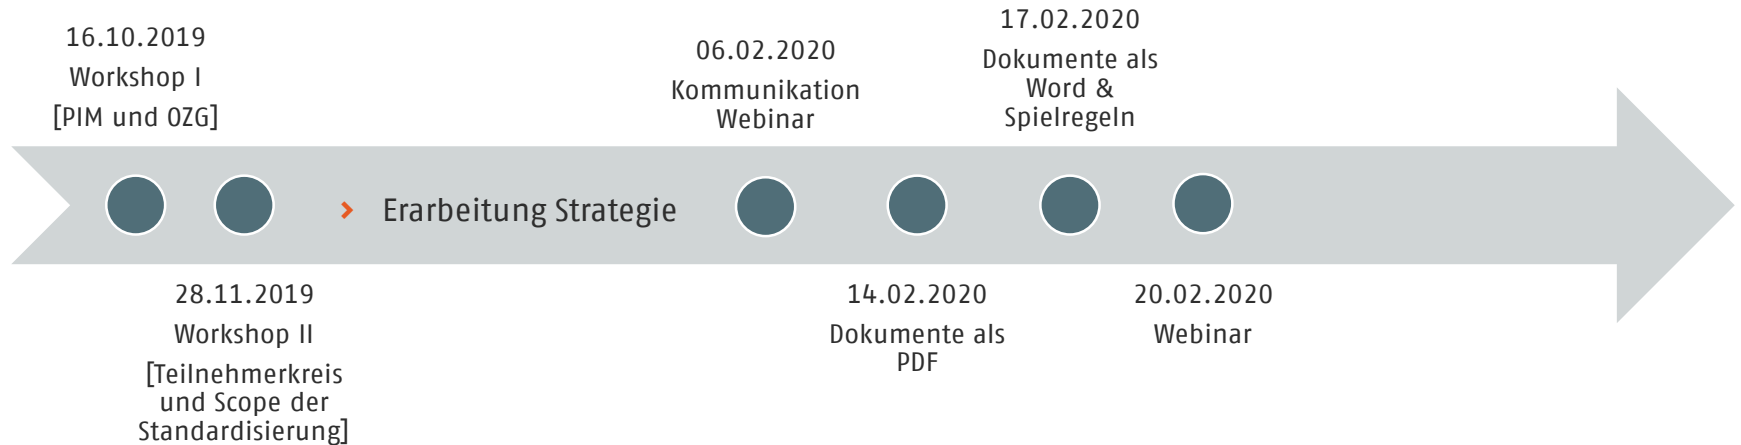 16.10.2019
Workshop I
[PIM und OZG]
28.11.2019
Workshop II
[Teilnehmerkreis
und Scope der
Standardisierung]
› Erarbeitung Strategie
06.02.2020
Kommunikation
Webinar
14.02.2020
Dokumente als
PDF
17.02.2020
Dokumente als
Word &
Spielregeln
20.02.2020
Webinar